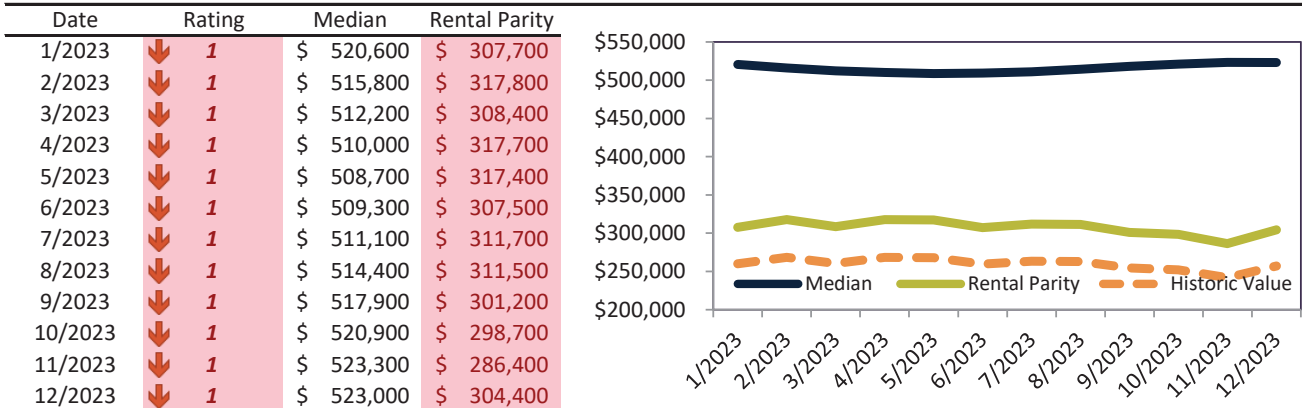 Date Rating Median Rental Parity
1/2023 1 $ 520,600 $ 307,700
2/2023 1 $ 515,800 $ 317,800
3/2023 1 $ 512,200 $ 308,400
4/2023 1 $ 510,000 $ 317,700
5/2023 1 $ 508,700 $ 317,400
6/2023 1 $ 509,300 $ 307,500
7/2023 1 $ 511,100 $ 311,700
8/2023 1 $ 514,400 $ 311,500
9/2023 1 $ 517,900 $ 301,200
10/2023 1 $ 520,900 $ 298,700
11/2023 1 $ 523,300 $ 286,400
12/2023 1 $ 523,000 $ 304,400
$550,000
$500,000
$450,000
$400,000
$350,000
$300,000
$250,000
$200,000
Median Rental Parity Historic Value
1/2023 2/2023 3/2023 4/2023 5/2023 6/2023 7/2023 8/2023 9/2023 10/2023 11/2023 12/2023